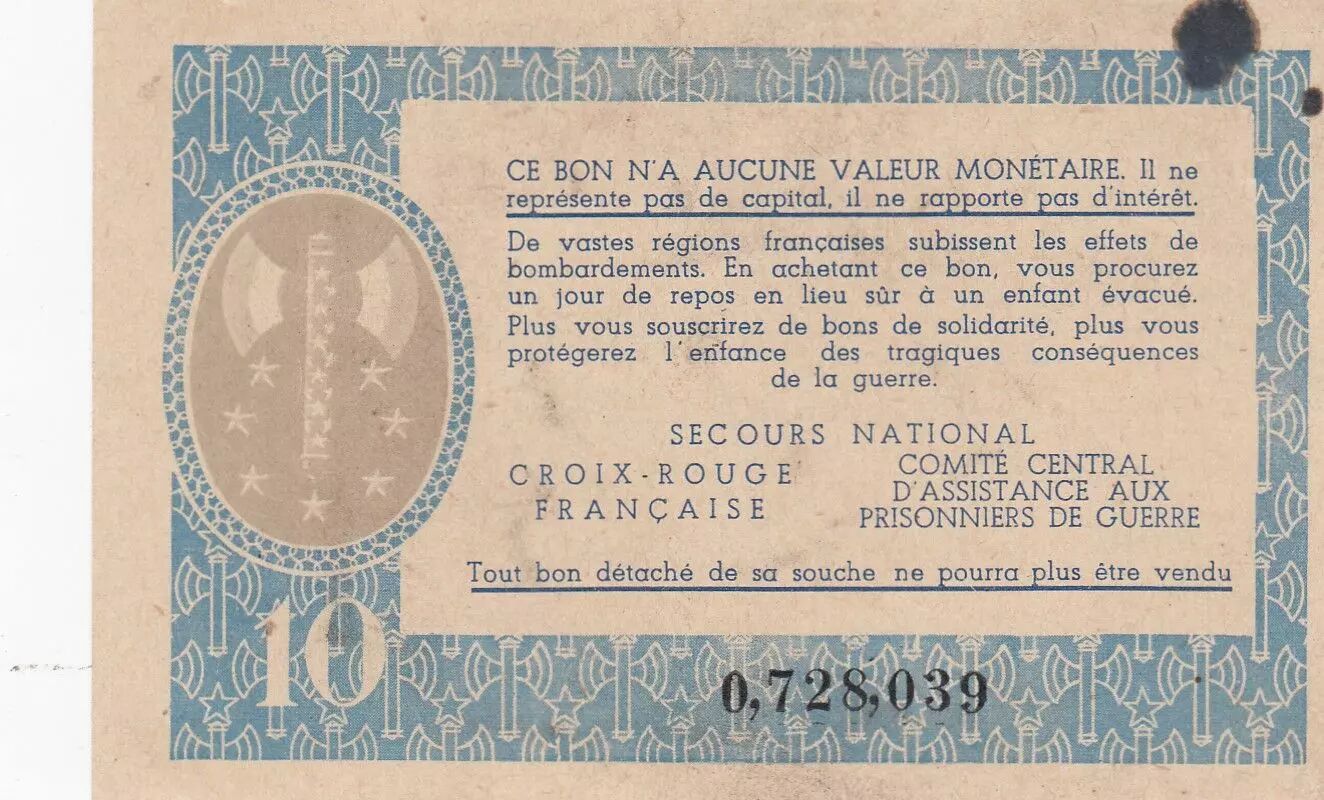 CE BON N'A AUCUNE VALEUR MONÉTAIRE. Il ne
représente pas de capital, il ne rapporte pas d'intérêt.
De vastes régions françaises subissent les effets de
bombardements. En achetant ce bon, vous procurez
un jour de repos en lieu sûr à un enfant évacué.
Plus vous souscrirez de bons de solidarité, plus vous
protégerez l'enfance des tragiques conséquences
de la guerre.
SECOURS NATIONAL
CROIX-ROUGE
FRANÇAISE
COMITÉ CENTRAL
D'ASSISTANCE AUX
PRISONNIERS DE GUERRE
Tout bon détaché de sa souche ne pourra plus être vendu
10
0,728,039